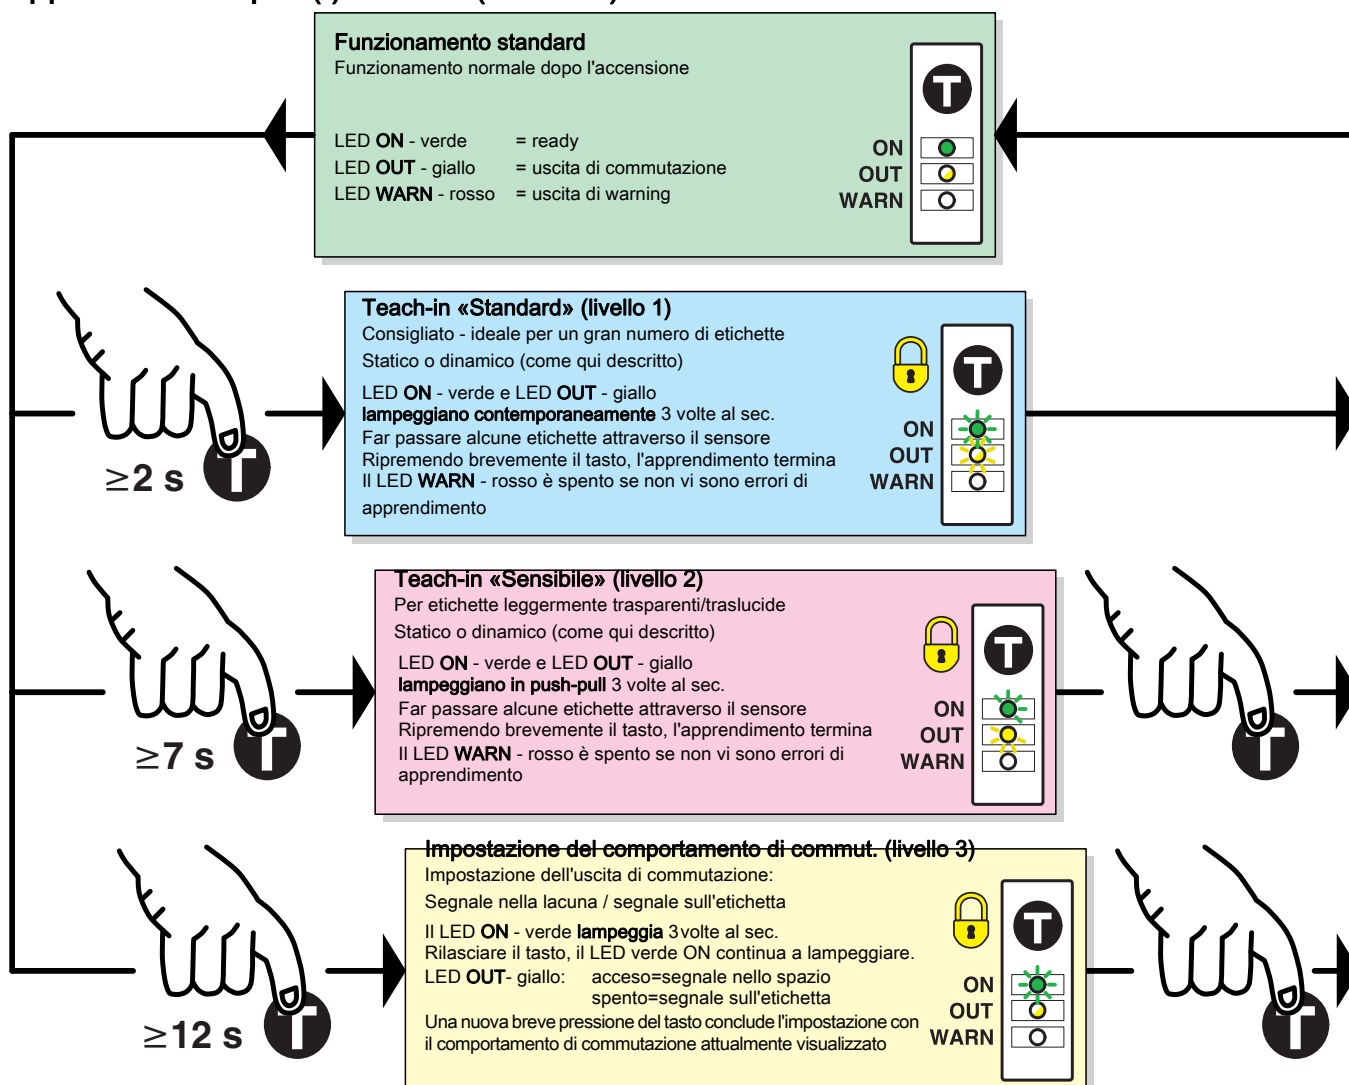 Funzionamento standard
Funzionamento normale dopo l'accensione
LED ON - verde = ready
LED OUT - giallo = uscita di commutazione
LED WARN - rosso = uscita di warning
T
ON
OUT
WARN
Teach-in «Standard» (livello 1)
Consigliato - ideale per un gran numero di etichette
Statico o dinamico (come qui descritto)
LED ON - verde e LED OUT - giallo
lampeggiano contemporaneamente 3 volte al sec.
Far passare alcune etichette attraverso il sensore
Ripremendo brevemente il tasto, l'apprendimento termina
Il LED WARN - rosso è spento se non vi sono errori di
apprendimento
T
ON
OUT
WARN
≥2 s
T
Teach-in «Sensibile» (livello 2)
Per etichette leggermente trasparenti/traslucide
Statico o dinamico (come qui descritto)
LED ON - verde e LED OUT - giallo
lampeggiano in push-pull 3 volte al sec.
Far passare alcune etichette attraverso il sensore
Ripremendo brevemente il tasto, l'apprendimento termina
Il LED WARN - rosso è spento se non vi sono errori di
apprendimento
T
ON
OUT
WARN
≥7 s
T
T
Impostazione del comportamento di commut. (livello 3)
Impostazione dell'uscita di commutazione:
Segnale nella lacuna / segnale sull'etichetta
Il LED ON - verde lampeggia 3 volte al sec.
Rilasciare il tasto, il LED verde ON continua a lampeggiare.
LED OUT- giallo: acceso=segnale nello spazio
spento=segnale sull'etichetta
Una nuova breve pressione del tasto conclude l'impostazione con
il comportamento di commutazione attualmente visualizzato
T
ON
OUT
WARN
≥12 s
T
T